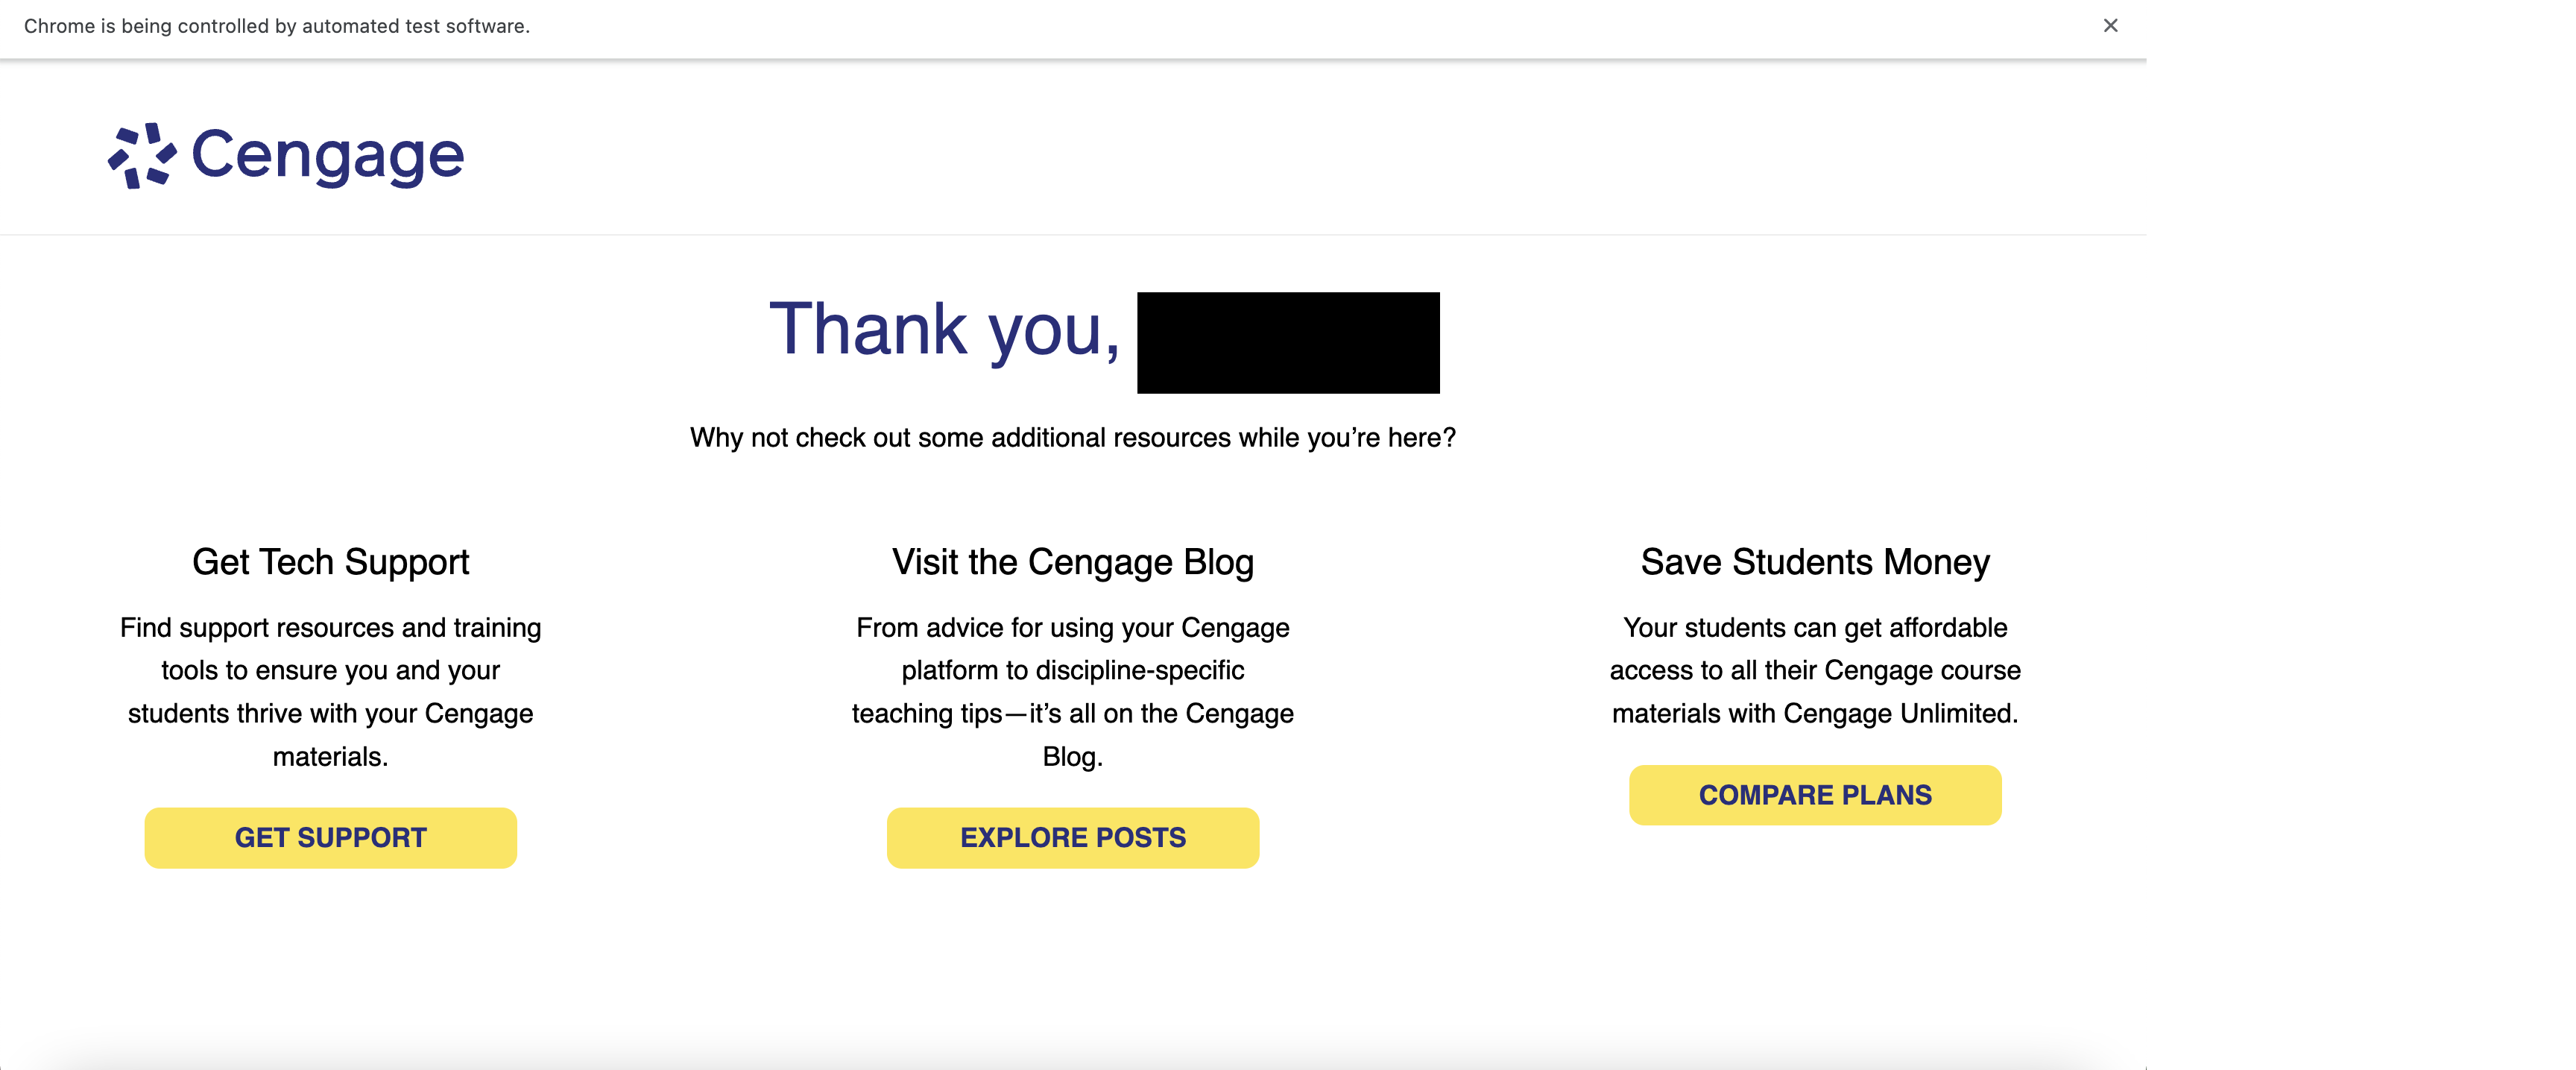 Chrome is being controlled by automated test software.
Cengage
Thank you,
Why not check out some additional resources while you’re here?
Get Tech Support
Find support resources and training
tools to ensure you and your
students thrive with your Cengage
materials.
GET SUPPORT
Visit the Cengage Blog
From advice for using your Cengage
platform to discipline-specific
teaching tips—it’s all on the Cengage
Blog.
EXPLORE POSTS
Save Students Money
Your students can get affordable
access to all their Cengage course
materials with Cengage Unlimited.
COMPARE PLANS